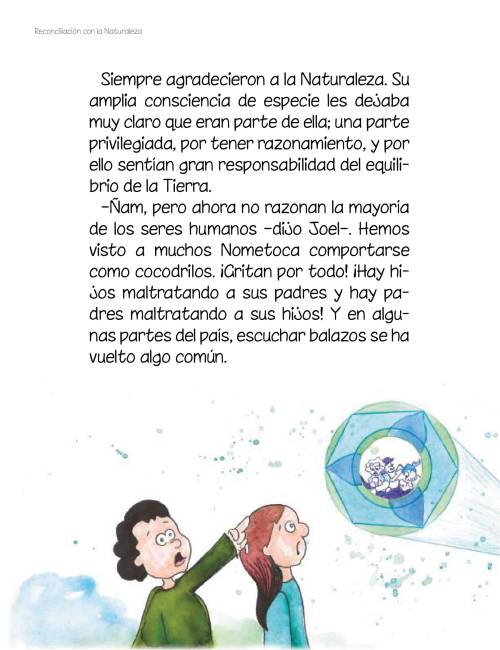 Reconciliación con la Naturaleza
Siempre agradecieron a la Naturaleza. Su
amplia consciencia de especie les dejaba
muy claro que eran parte de ella; una parte
privilegiada, por tener razonamiento, y por
ello sentían gran responsabilidad del equili-
brio de la Tierra.
-Ñam, pero ahora no razonan la mayoría
de los seres humanos -dijo Joel-. Hemos
visto a muchos Nometoca comportarse
como cocodrilos. ¡Gritan por todo! ¡Hay hi-
jos maltratando a sus padres y hay pa-
dres maltratando a sus hijos! Y en algu-
nas partes del país, escuchar balazos se ha
vuelto algo común.